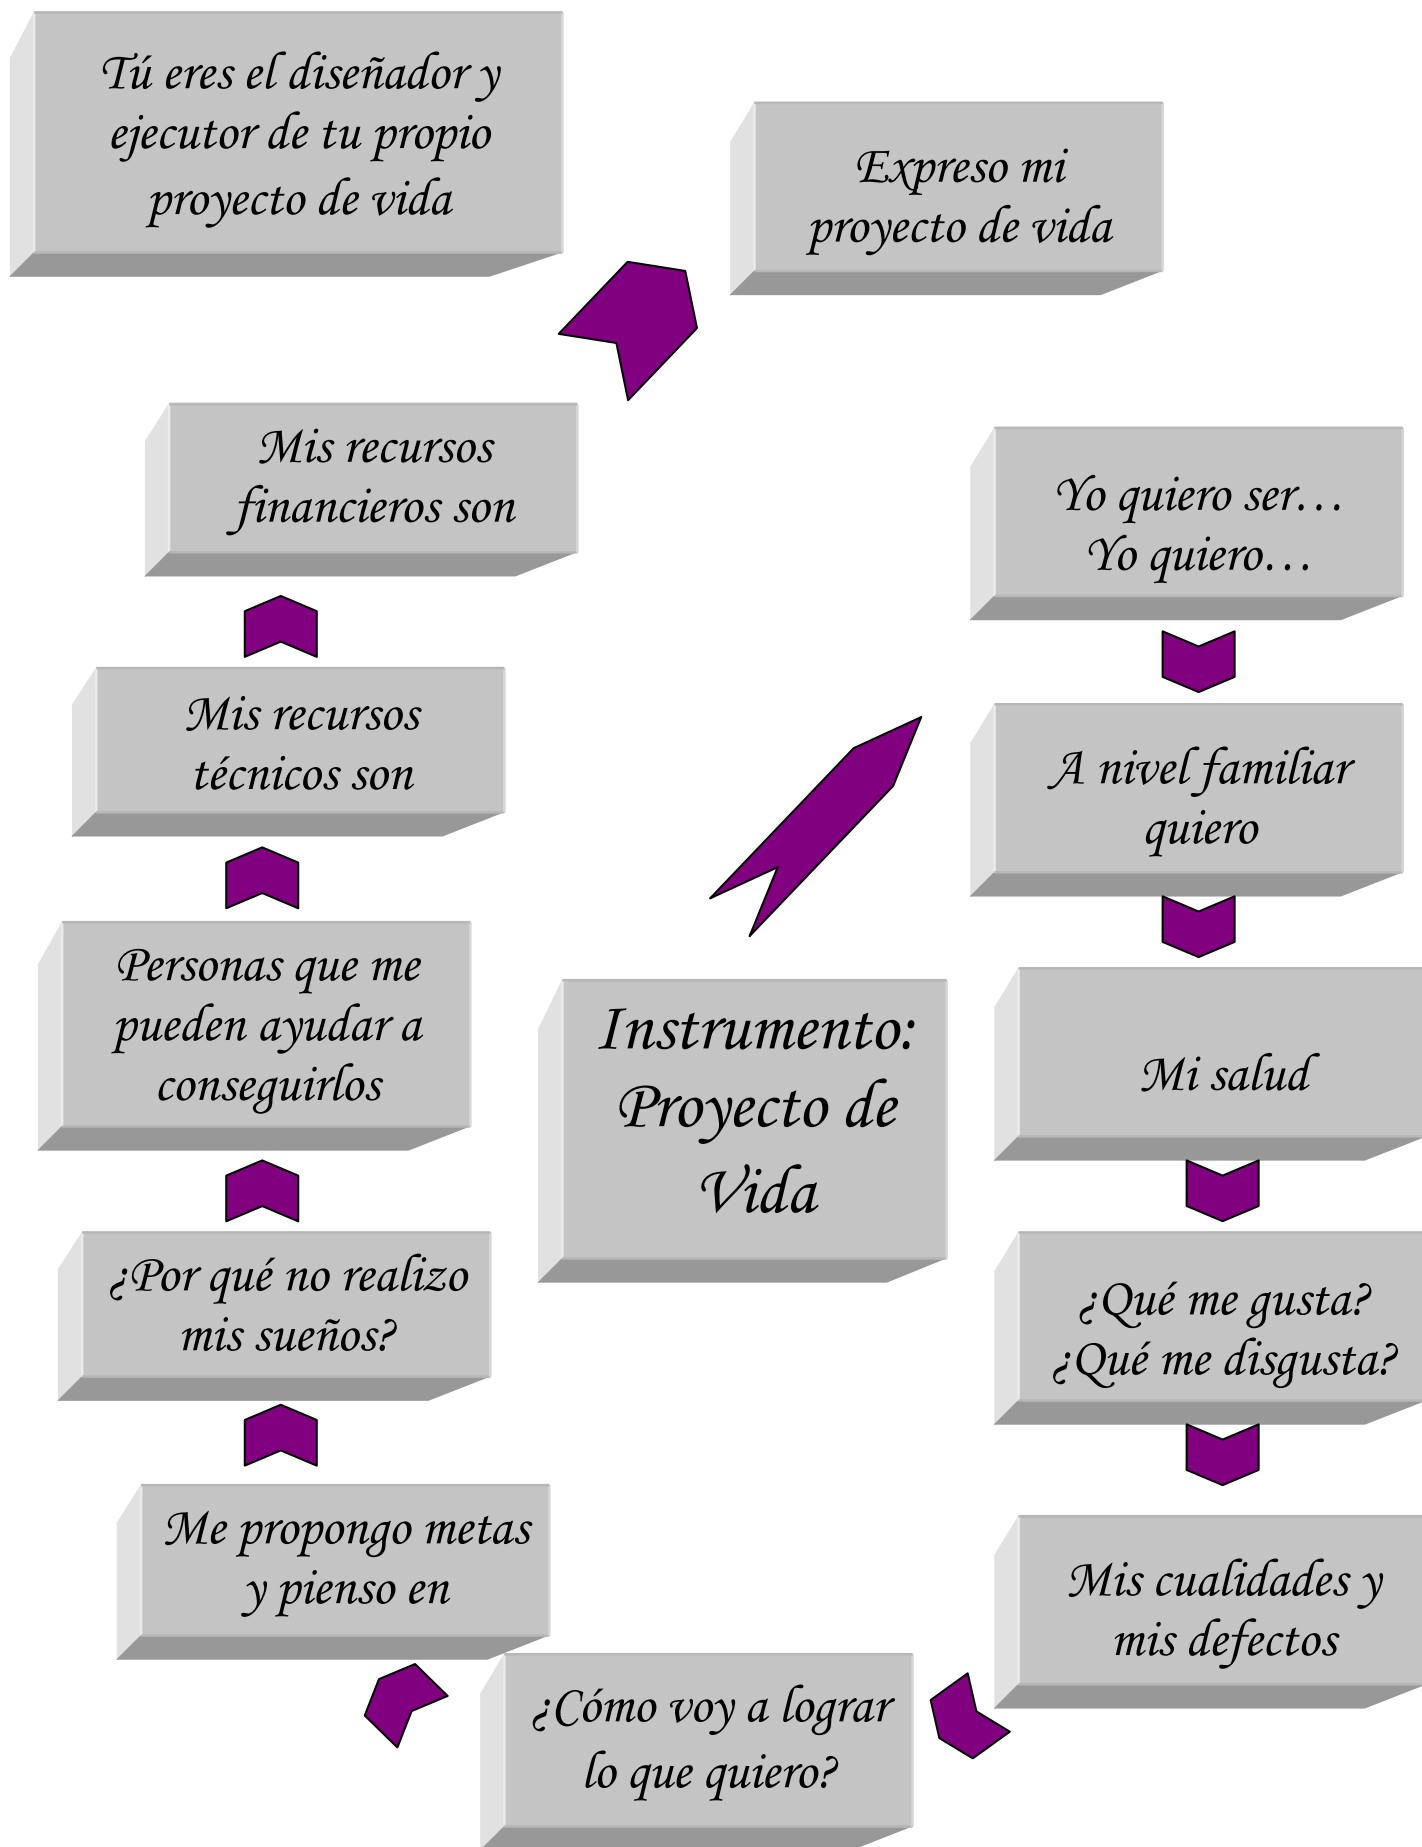 Tú eres el diseñador y
ejecutor de tu propio
proyecto de vida
Expreso mi
proyecto de vida
Mis recursos
financieros son
Yo quiero ser…
Yo quiero…
Mis recursos
técnicos son
A nivel familiar
quiero
Personas que me
pueden ayudar a
conseguirlos
Instrumento:
Proyecto de
Vida
Mi salud
¿Por qué no realizo
mis sueños?
¿Qué me gusta?
¿Qué me disgusta?
Me propongo metas
y pienso en
Mis cualidades y
mis defectos
¿Cómo voy a lograr
lo que quiero?